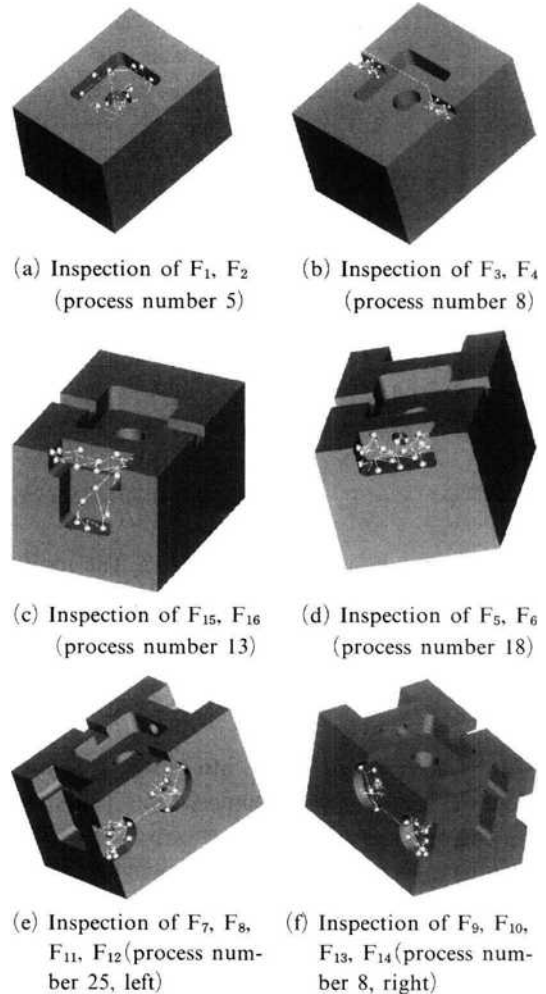 (a) Inspection of F₁, F₂
(process number 5)
(b) Inspection of F₃, F₄
(process number 8)
(c) Inspection of F₁₅, F₁₆
(process number 13)
(d) Inspection of F₅, F₆
(process number 18)
(e) Inspection of F₇, F₈,
F₁₁, F₁₂(process num-
ber 25, left)
(f) Inspection of F₉, F₁₀,
F₁₃, F₁₄(process num-
ber 8, right)